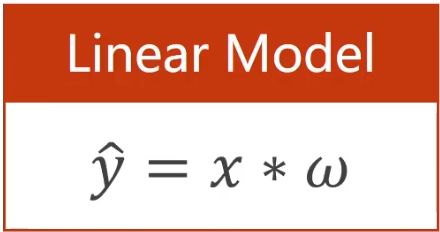 Linear Model
ŷ = x * ω